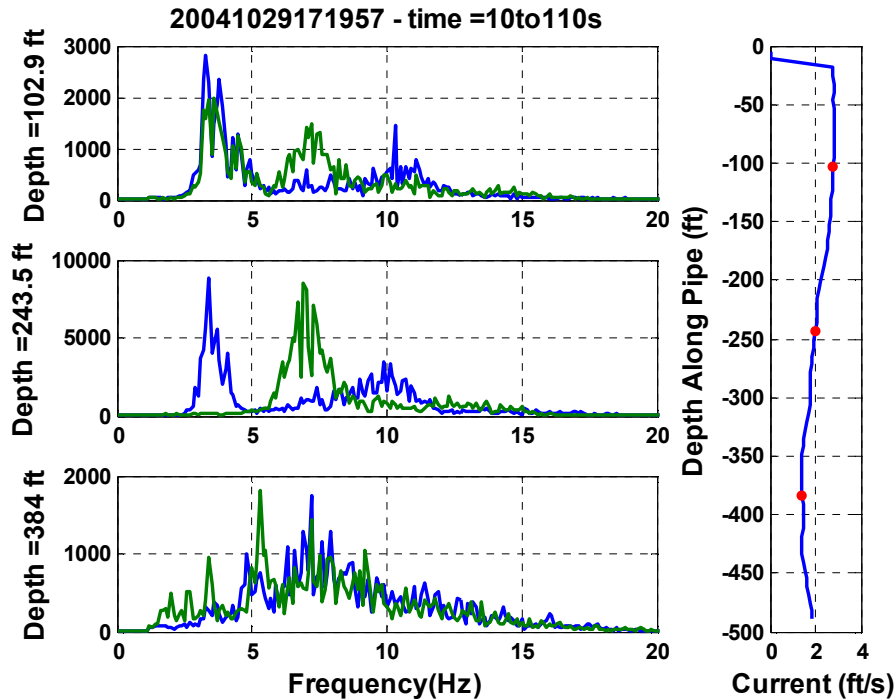 20041029171957 - time =10to110s
Depth =102.9 ft
3000
2000
1000
0
0 5 10 15 20
Depth =243.5 ft
10000
5000
0
0 5 10 15 20
Depth =384 ft
2000
1000
0
0 5 10 15 20
Frequency(Hz)
Depth Along Pipe (ft)
0
-50
-100
-150
-200
-250
-300
-350
-400
-450
-500
0 2 4
Current (ft/s)